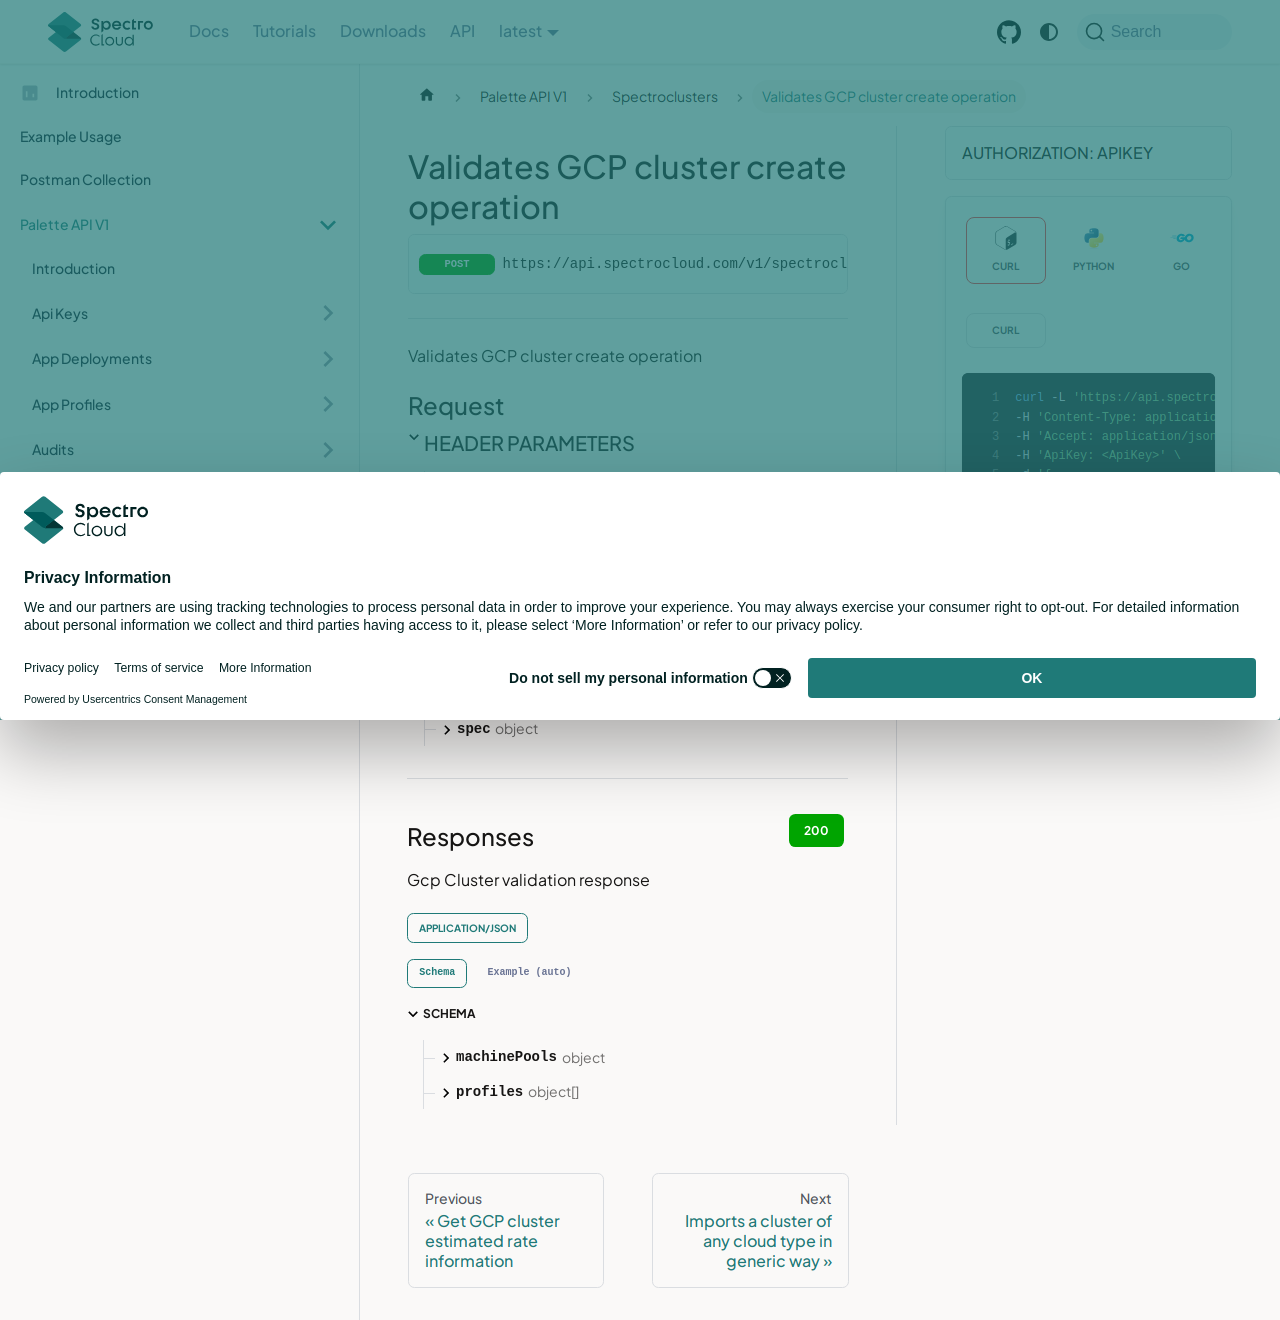 Spectro Cloud
Docs Tutorials Downloads API latest
Search
Introduction
Example Usage
Postman Collection
Palette API V1
Introduction
Api Keys
App Deployments
App Profiles
Audits
Palette API V1 Spectroclusters Validates GCP cluster create operation
Validates GCP cluster create
operation
POST https://api.spectrocloud.com/v1/spectrocl
Validates GCP cluster create operation
Request
HEADER PARAMETERS
AUTHORIZATION: APIKEY
CURL PYTHON GO
CURL
1 curl -L 'https://api.spectro
2 -H 'Content-Type: applicatio
3 -H 'Accept: application/json
4 -H 'ApiKey: <ApiKey>' \
Spectro
Cloud
Privacy Information
We and our partners are using tracking technologies to process personal data in order to improve your experience. You may always exercise your consumer right to opt-out. For detailed information
about personal information we collect and third parties having access to it, please select ‘More Information’ or refer to our privacy policy.
Privacy policy Terms of service More Information
Do not sell my personal information
OK
Powered by Usercentrics Consent Management
spec object
Responses
200
Gcp Cluster validation response
APPLICATION/JSON
Schema Example (auto)
SCHEMA
machinePools object
profiles object[]
Previous
« Get GCP cluster
estimated rate
information
Next
Imports a cluster of
any cloud type in
generic way »